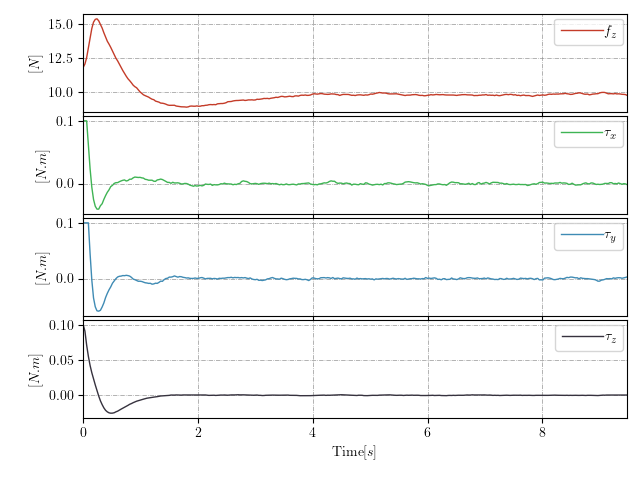 15.0
12.5
10.0
[N]
f_z
0.1
0.0
[N.m]
τ_x
0.1
0.0
[N.m]
τ_y
0.10
0.05
0.00
[N.m]
τ_z
0 2 4 6 8
Time[s]